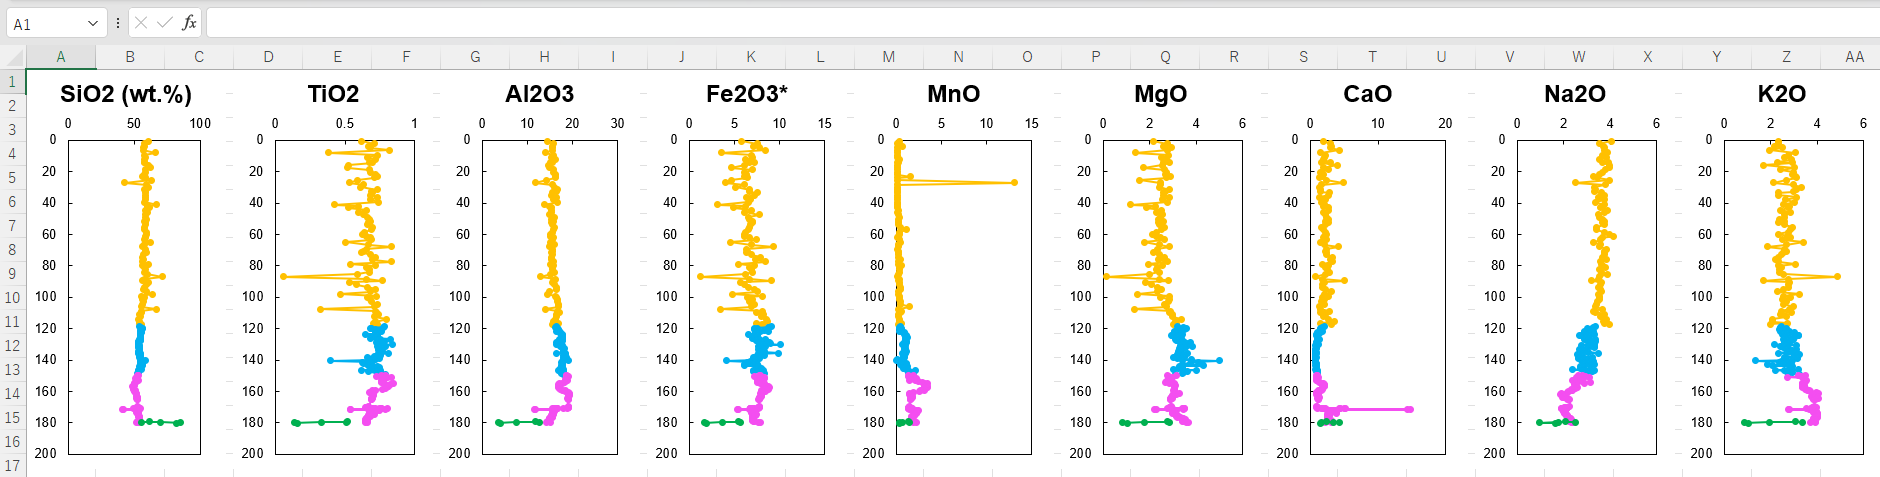 A1 fx
A B C D E F G H I J K L M N O P Q R S T U V W X Y Z AA
1 2 3 4 5 6 7 8 9 10 11 12 13 14 15 16 17
SiO2 (wt.%) TiO2 Al2O3 Fe2O3* MnO MgO CaO Na2O K2O
0 50 100 0 0.5 1 0 10 20 30 0 5 10 15 0 5 10 15 0 2 4 6 0 10 20 0 2 4 6 0 2 4 6
0 0 0 0 0 0 0 0 0
20 20 20 20 20 20 20 20 20
40 40 40 40 40 40 40 40 40
60 60 60 60 60 60 60 60 60
80 80 80 80 80 80 80 80 80
100 100 100 100 100 100 100 100 100
120 120 120 120 120 120 120 120 120
140 140 140 140 140 140 140 140 140
160 160 160 160 160 160 160 160 160
180 180 180 180 180 180 180 180 180
200 200 200 200 200 200 200 200 200